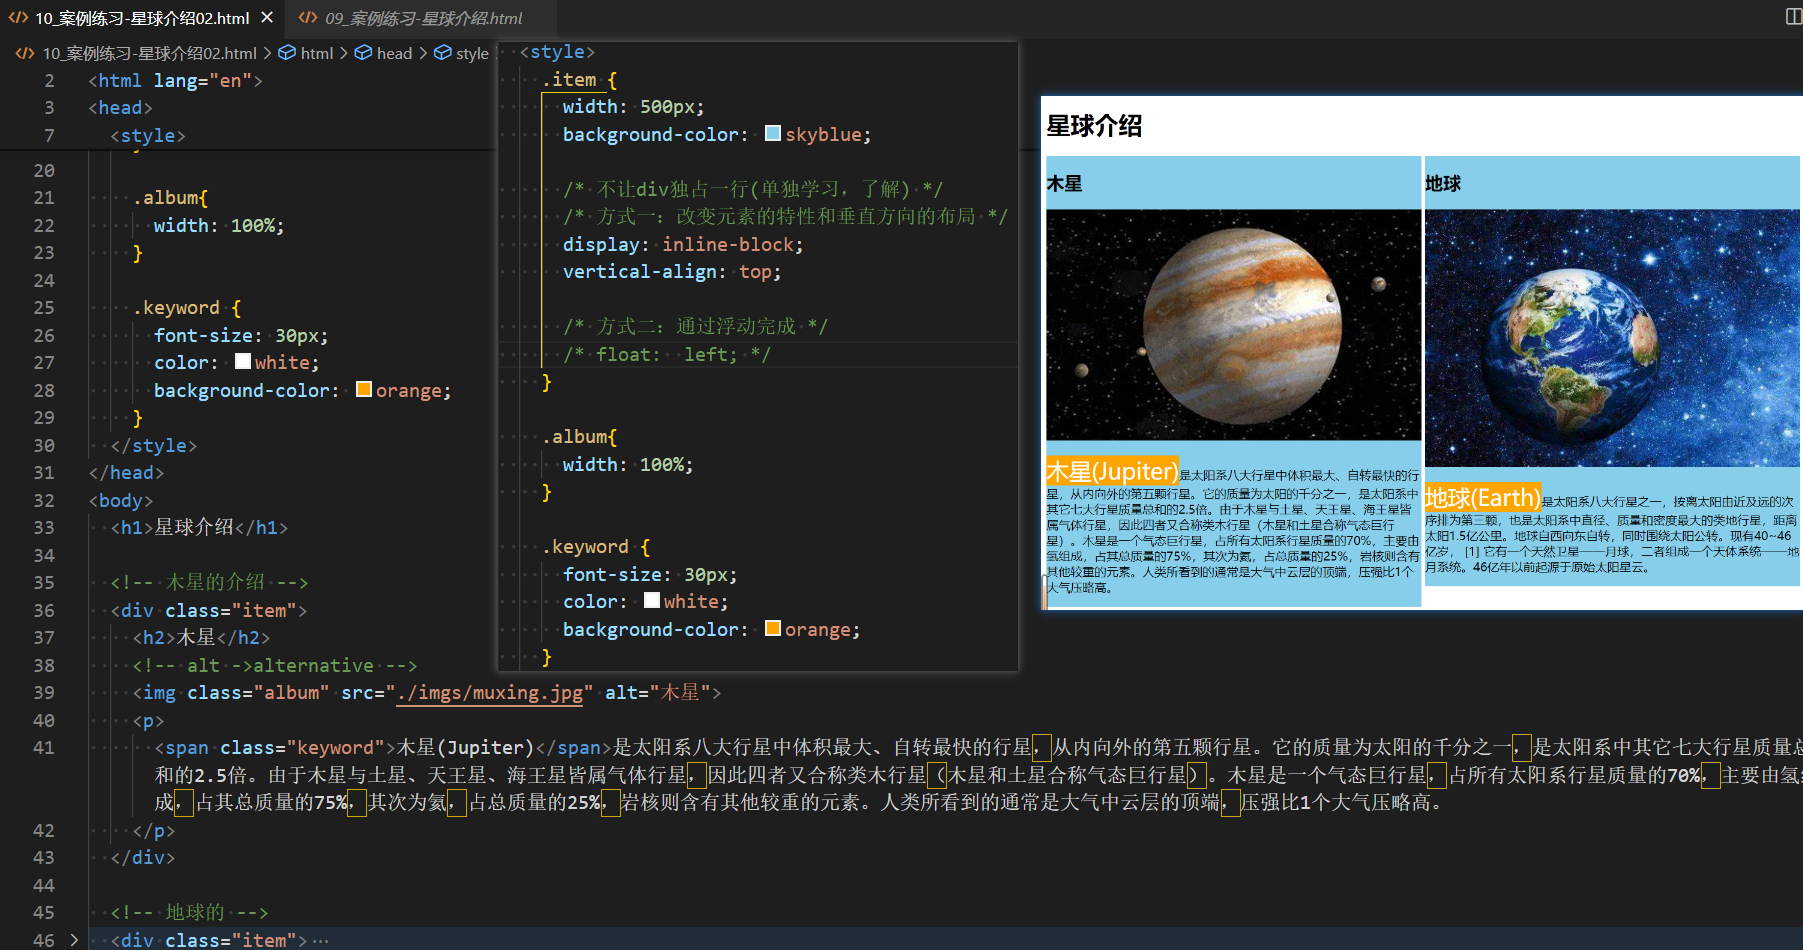 10_案例练习-星球介绍02.html
09_案例练习-星球介绍.html
10_案例练习-星球介绍02.html > html > head > style
2 <html lang="en">
3 <head>
7 <style>
20
21 .album{
22 width: 100%;
23 }
24
25 .keyword {
26 font-size: 30px;
27 color: white;
28 background-color: orange;
29 }
30 </style>
31 </head>
32 <body>
33 <h1>星球介绍</h1>
34
35 <!-- 木星的介绍 -->
36 <div class="item">
37 <h2>木星</h2>
38 <!-- alt ->alternative -->
39 <img class="album" src="./imgs/muxing.jpg" alt="木星">
40 <p>
41 <span class="keyword">木星(Jupiter)</span>是太阳系八大行星中体积最大、自转最快的行星，从内向外的第五颗行星。它的质量为太阳的千分之一，是太阳系中其它七大行星质量总
和的2.5倍。由于木星与土星、天王星、海王星皆属气体行星，因此四者又合称类木行星（木星和土星合称气态巨行星）。木星是一个气态巨行星，占所有太阳系行星质量的70%，主要由氢
成，占其总质量的75%，其次为氦，占总质量的25%，岩核则含有其他较重的元素。人类所看到的通常是大气中云层的顶端，压强比1个大气压略高。
42 </p>
43 </div>
44
45 <!-- 地球的 -->
46 <div class="item">…
<style>
.item {
width: 500px;
background-color: skyblue;
/* 不让div独占一行(单独学习，了解) */
/* 方式一：改变元素的特性和垂直方向的布局 */
display: inline-block;
vertical-align: top;
/* 方式二：通过浮动完成 */
/* float:  left; */
}
.album{
width: 100%;
}
.keyword {
font-size: 30px;
color: white;
background-color: orange;
}
星球介绍
木星
木星(Jupiter)是太阳系八大行星中体积最大、自转最快的行
星，从内向外的第五颗行星。它的质量为太阳的千分之一，是太阳系中
其它七大行星质量总和的2.5倍。由于木星与土星、天王星、海王星皆
属气体行星，因此四者又合称类木行星（木星和土星合称气态巨行
星）。木星是一个气态巨行星，占所有太阳系行星质量的70%，主要由
氢组成，占其总质量的75%，其次为氦，占总质量的25%，岩核则含有
其他较重的元素。人类所看到的通常是大气中云层的顶端，压强比1个
大气压略高。
地球
地球(Earth)是太阳系八大行星之一，按离太阳由近及远的次
序排为第三颗，也是太阳系中直径、质量和密度最大的类地行星，距离
太阳1.5亿公里。地球自西向东自转，同时围绕太阳公转。现有40~46
亿岁， [1] 它有一个天然卫星——月球，二者组成一个天体系统——地
月系统。46亿年以前起源于原始太阳星云。